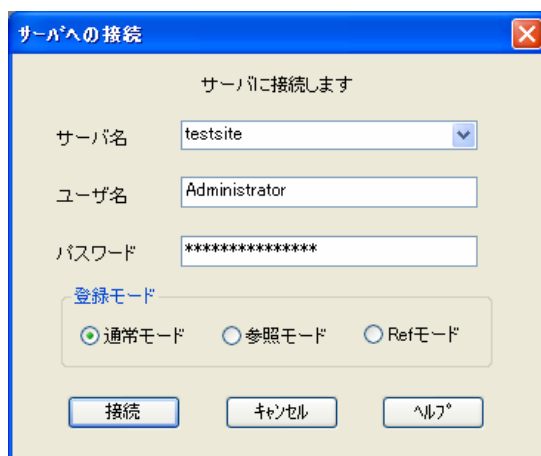 ｻｰﾊﾞへの接続
サーバに接続します
サーバ名 testsite
ユーザ名 Administrator
パスワード ***************
登録モード
通常モード 参照モード Refモード
接続 ｷｬﾝｾﾙ ﾍﾙﾌﾟ